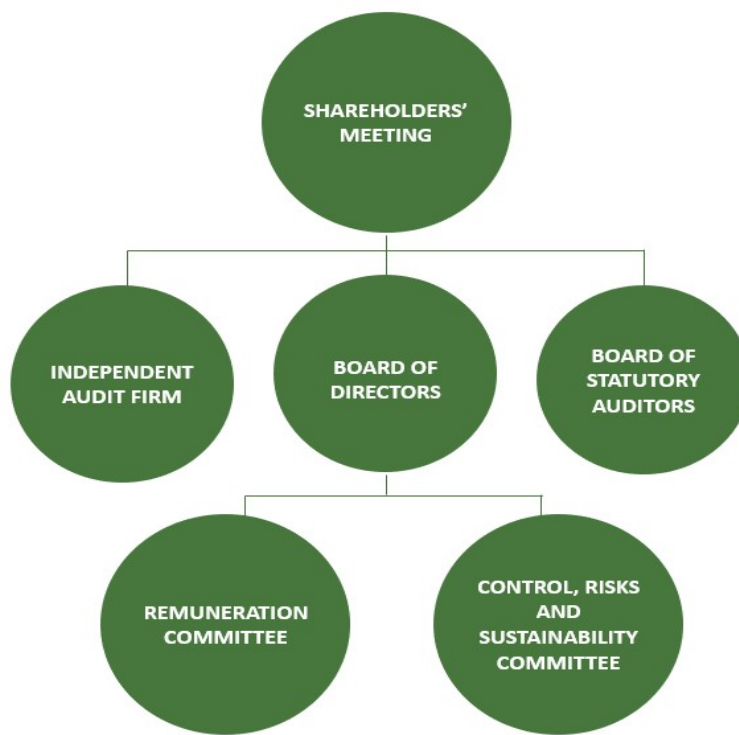 SHAREHOLDERS’
MEETING
INDEPENDENT
AUDIT FIRM
BOARD OF
DIRECTORS
BOARD OF
STATUTORY
AUDITORS
REMUNERATION
COMMITTEE
CONTROL, RISKS
AND
SUSTAINABILITY
COMMITTEE